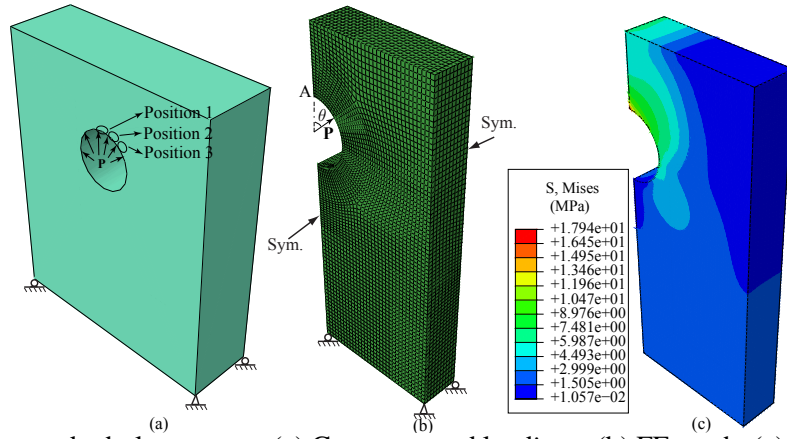 Position 1
Position 2
Position 3
P
(a)
A
θ
P
Sym.
Sym.
(b)
S, Mises
(MPa)
+1.794e+01
+1.645e+01
+1.495e+01
+1.346e+01
+1.196e+01
+1.047e+01
+8.976e+00
+7.481e+00
+5.987e+00
+4.493e+00
+2.999e+00
+1.505e+00
+1.057e-02
(c)